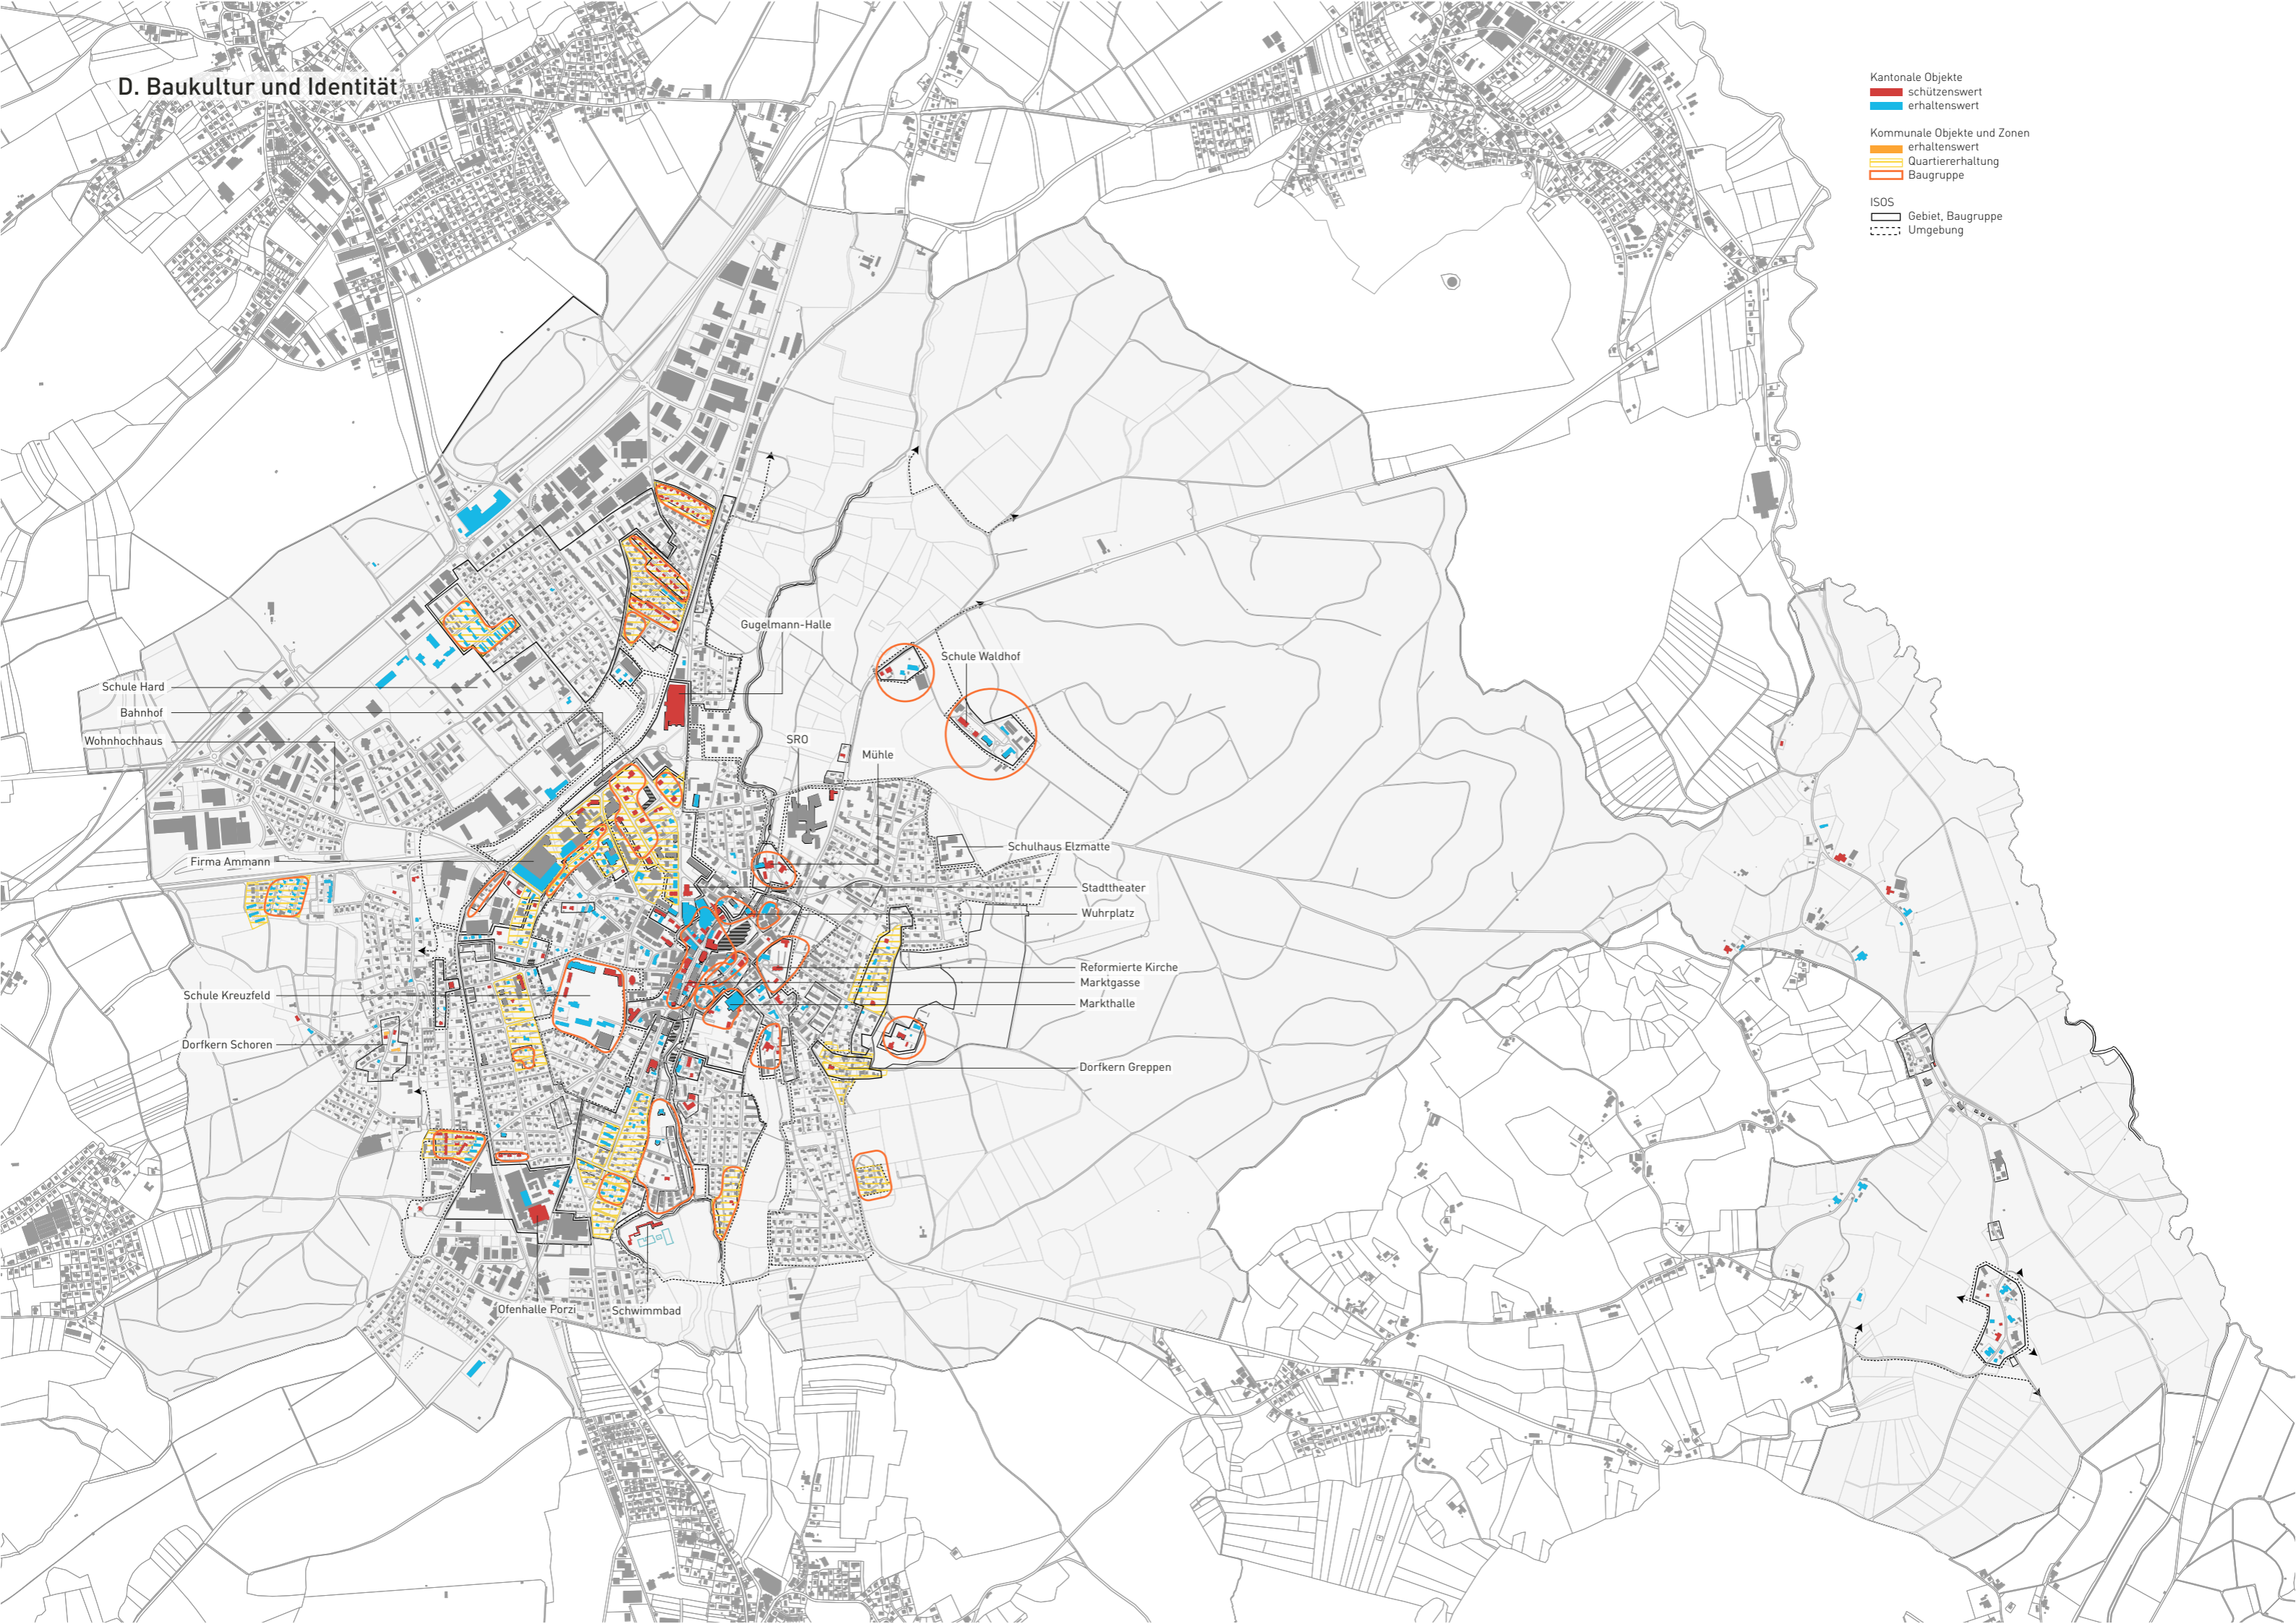 D. Baukultur und Identität
Kantonale Objekte
schützenswert
erhaltenswert
Kommunale Objekte und Zonen
erhaltenswert
Quartiererhaltung
Baugruppe
ISOS
Gebiet, Baugruppe
Umgebung
Gugelmann-Halle
Schule Waldhof
Schule Hard
Bahnhof
Wohnhochhaus
SRO
Mühle
Schulhaus Elzmatte
Firma Ammann
Stadttheater
Wuhrplatz
Reformierte Kirche
Marktgasse
Schule Kreuzfeld
Markthalle
Dorfkern Schoren
Dorfkern Greppen
Ofenhalle Porzi
Schwimmbad